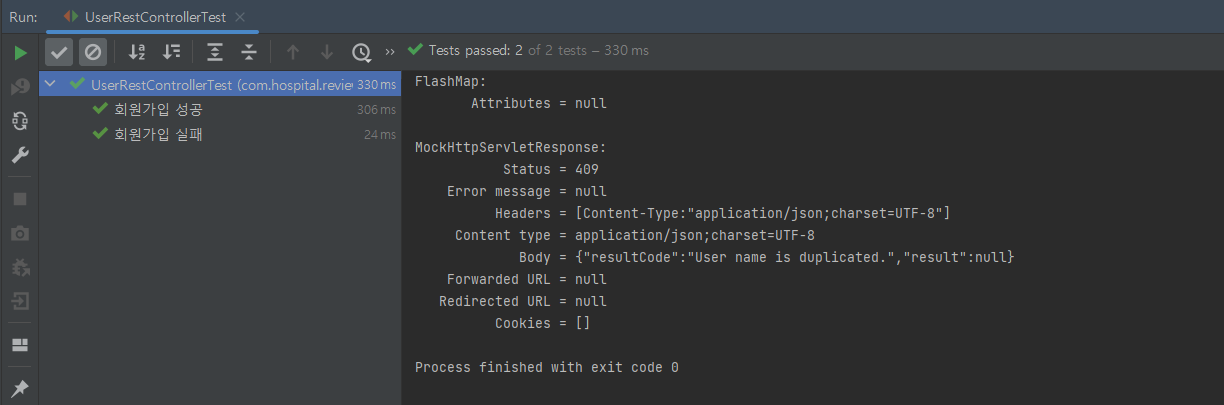 Run: UserRestControllerTest ×
Tests passed: 2 of 2 tests – 330 ms
UserRestControllerTest (com.hospital.revie 330 ms
회원가입 성공 306 ms
회원가입 실패 24 ms
FlashMap:
Attributes = null
MockHttpServletResponse:
Status = 409
Error message = null
Headers = [Content-Type:"application/json;charset=UTF-8"]
Content type = application/json;charset=UTF-8
Body = {"resultCode":"User name is duplicated.","result":null}
Forwarded URL = null
Redirected URL = null
Cookies = []
Process finished with exit code 0